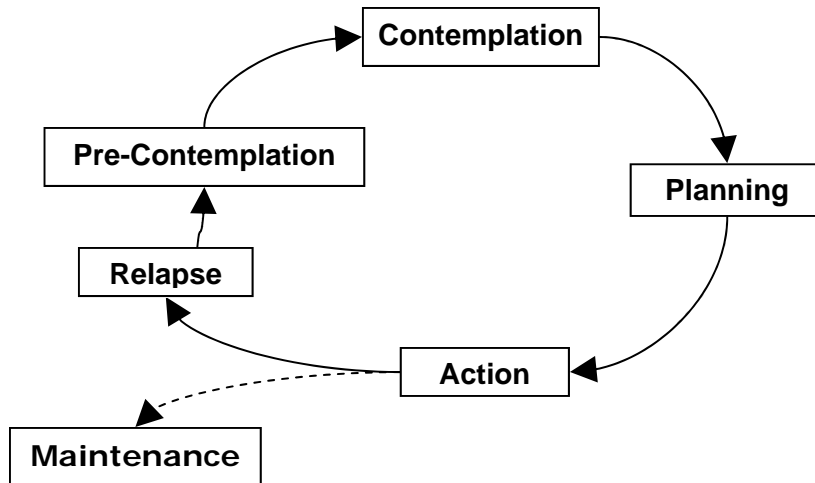 Contemplation
Pre-Contemplation
Planning
Relapse
Action
Maintenance